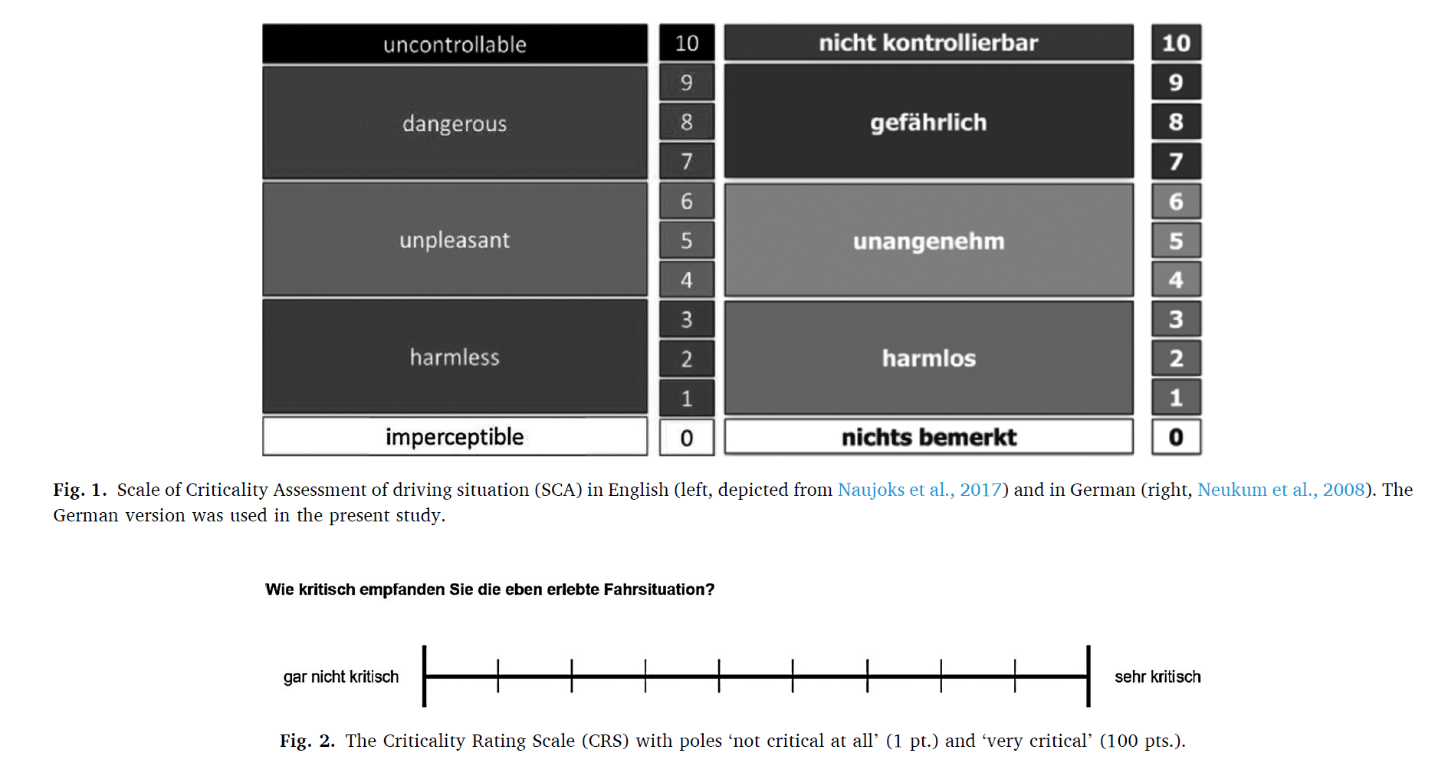 uncontrollable 10 nicht kontrollierbar 10
9 9
dangerous 8 gefährlich 8
7 7
6 6
unpleasant 5 unangenehm 5
4 4
3 3
harmless 2 harmlos 2
1 1
imperceptible 0 nichts bemerkt 0
Fig. 1. Scale of Criticality Assessment of driving situation (SCA) in English (left, depicted from Naujoks et al., 2017) and in German (right, Neukum et al., 2008). The
German version was used in the present study.
Wie kritisch empfanden Sie die eben erlebte Fahrsituation?
gar nicht kritisch sehr kritisch
Fig. 2. The Criticality Rating Scale (CRS) with poles ‘not critical at all’ (1 pt.) and ‘very critical’ (100 pts.).